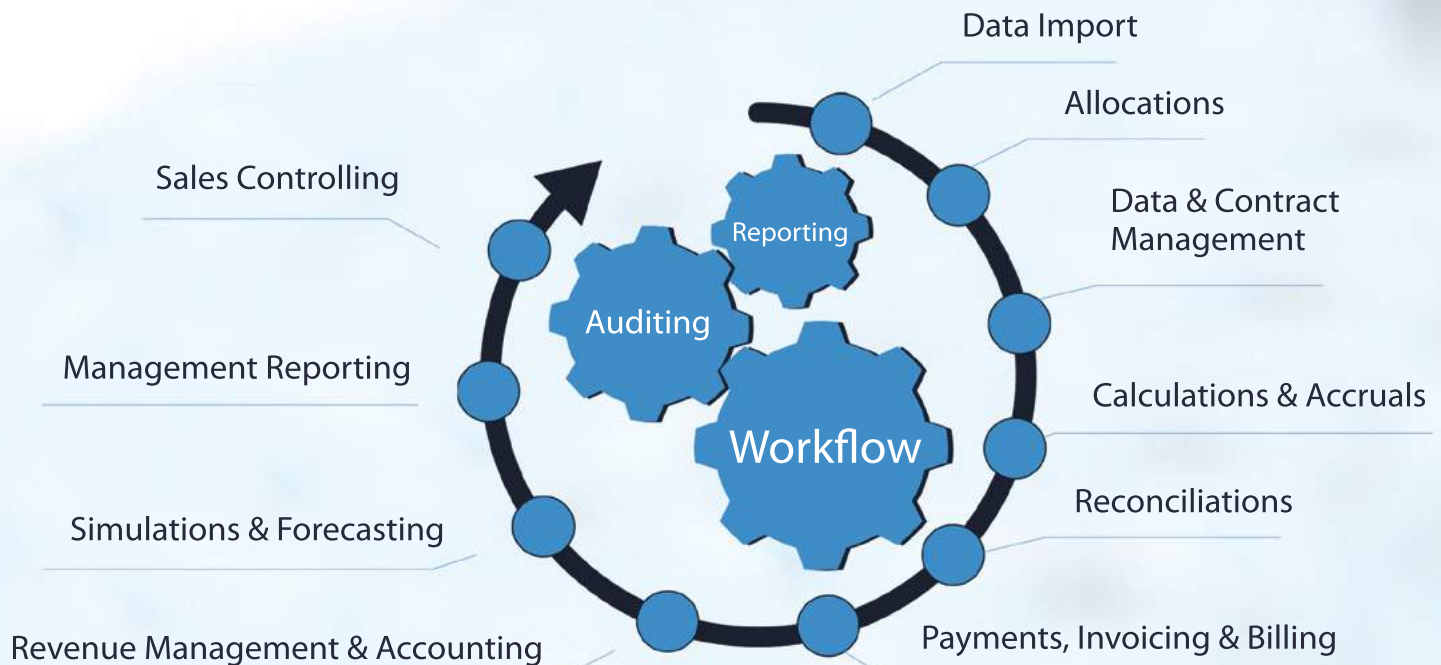 Data Import
Allocations
Data & Contract
Management
Calculations & Accruals
Reconciliations
Payments, Invoicing & Billing
Revenue Management & Accounting
Simulations & Forecasting
Management Reporting
Sales Controlling
Reporting
Auditing
Workflow